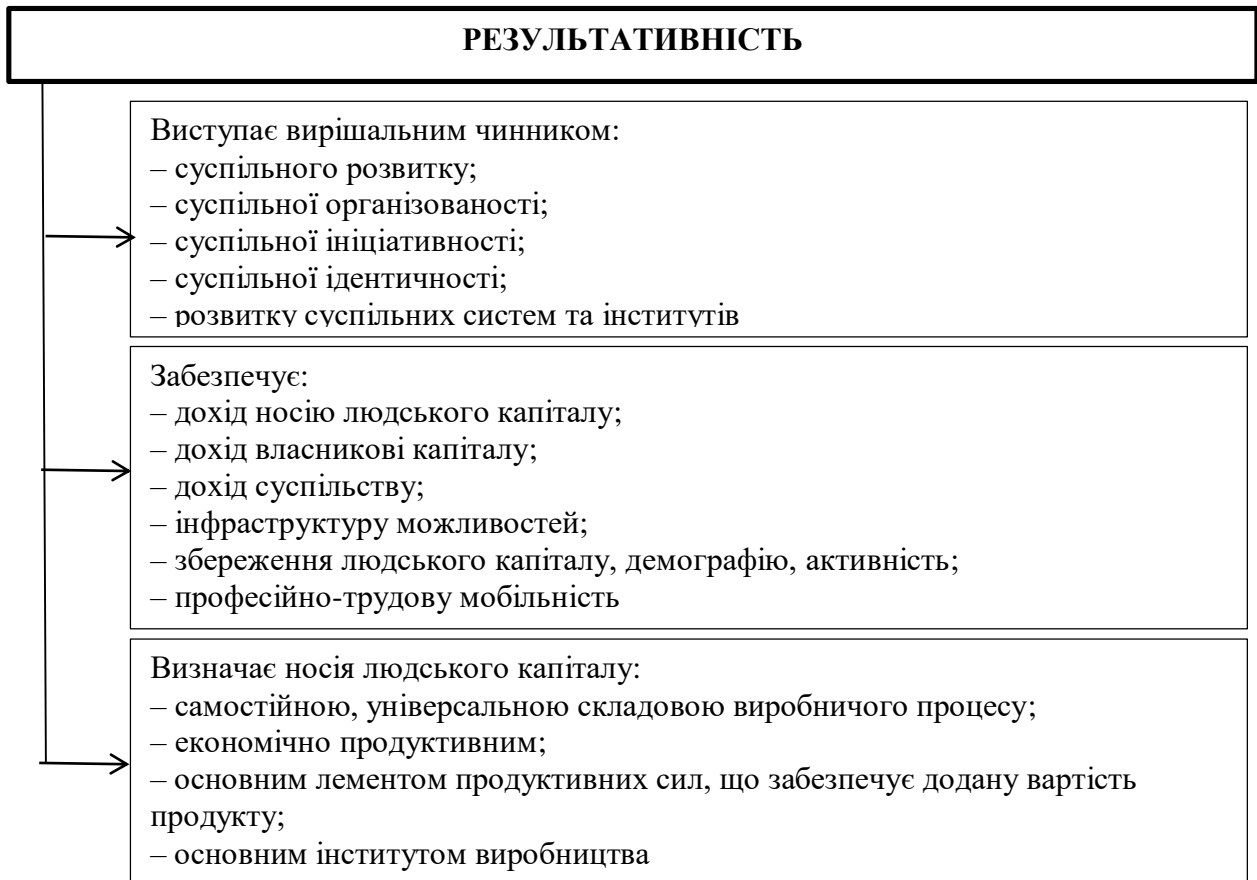 РЕЗУЛЬТАТИВНІСТЬ
Виступає вирішальним чинником:
– суспільного розвитку;
– суспільної організованості;
– суспільної ініціативності;
– суспільної ідентичності;
– розвитку суспільних систем та інститутів
Забезпечує:
– дохід носію людського капіталу;
– дохід власникові капіталу;
– дохід суспільству;
– інфраструктуру можливостей;
– збереження людського капіталу, демографію, активність;
– професійно-трудову мобільність
Визначає носія людського капіталу:
– самостійною, універсальною складовою виробничого процесу;
– економічно продуктивним;
– основним лементом продуктивних сил, що забезпечує додану вартість
продукту;
– основним інститутом виробництва